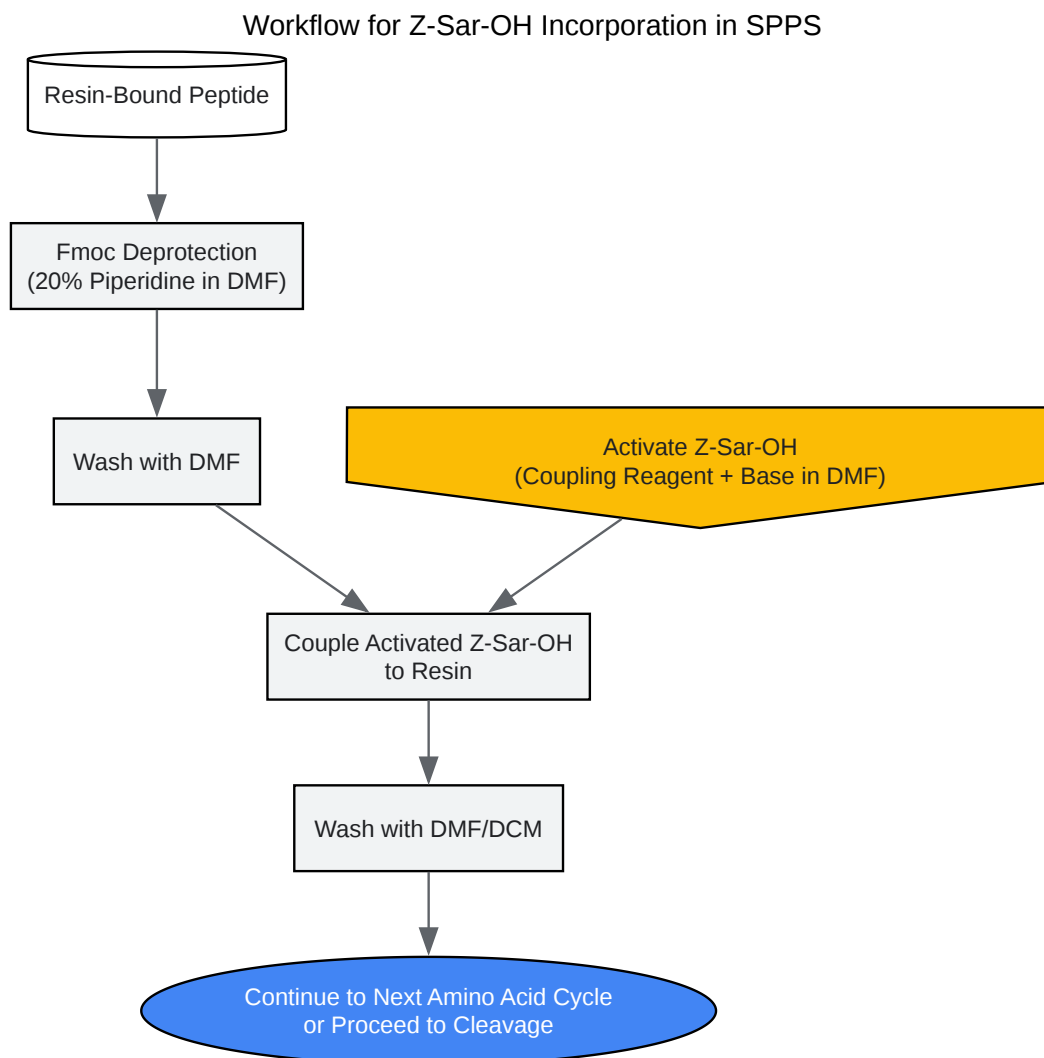 Workflow for Z-Sar-OH Incorporation in SPPS
Resin-Bound Peptide
Fmoc Deprotection
(20% Piperidine in DMF)
Wash with DMF
Activate Z-Sar-OH
(Coupling Reagent + Base in DMF)
Couple Activated Z-Sar-OH
to Resin
Wash with DMF/DCM
Continue to Next Amino Acid Cycle
or Proceed to Cleavage